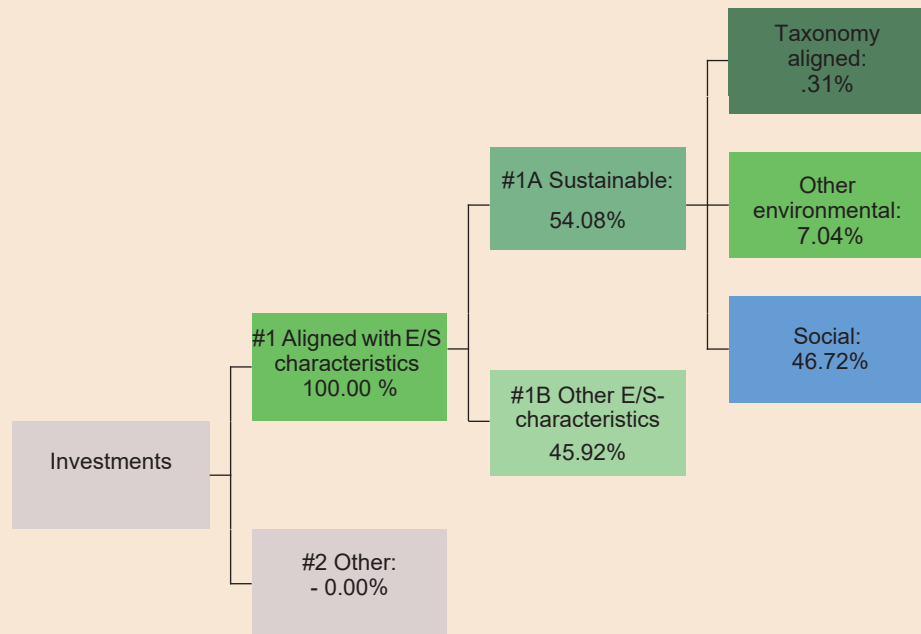 Investments
#1 Aligned with E/S
characteristics
100.00 %
#2 Other:
- 0.00%
#1A Sustainable:
54.08%
#1B Other E/S-
characteristics
45.92%
Taxonomy
aligned:
.31%
Other
environmental:
7.04%
Social:
46.72%